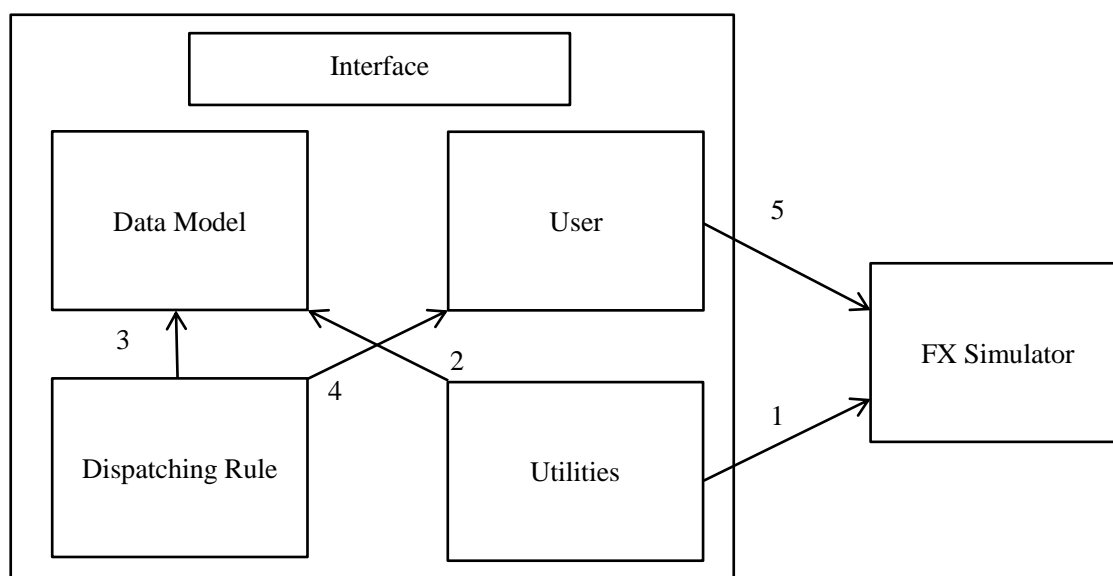 Interface
Data Model
User
5
FX Simulator
3
4
2
1
Dispatching Rule
Utilities